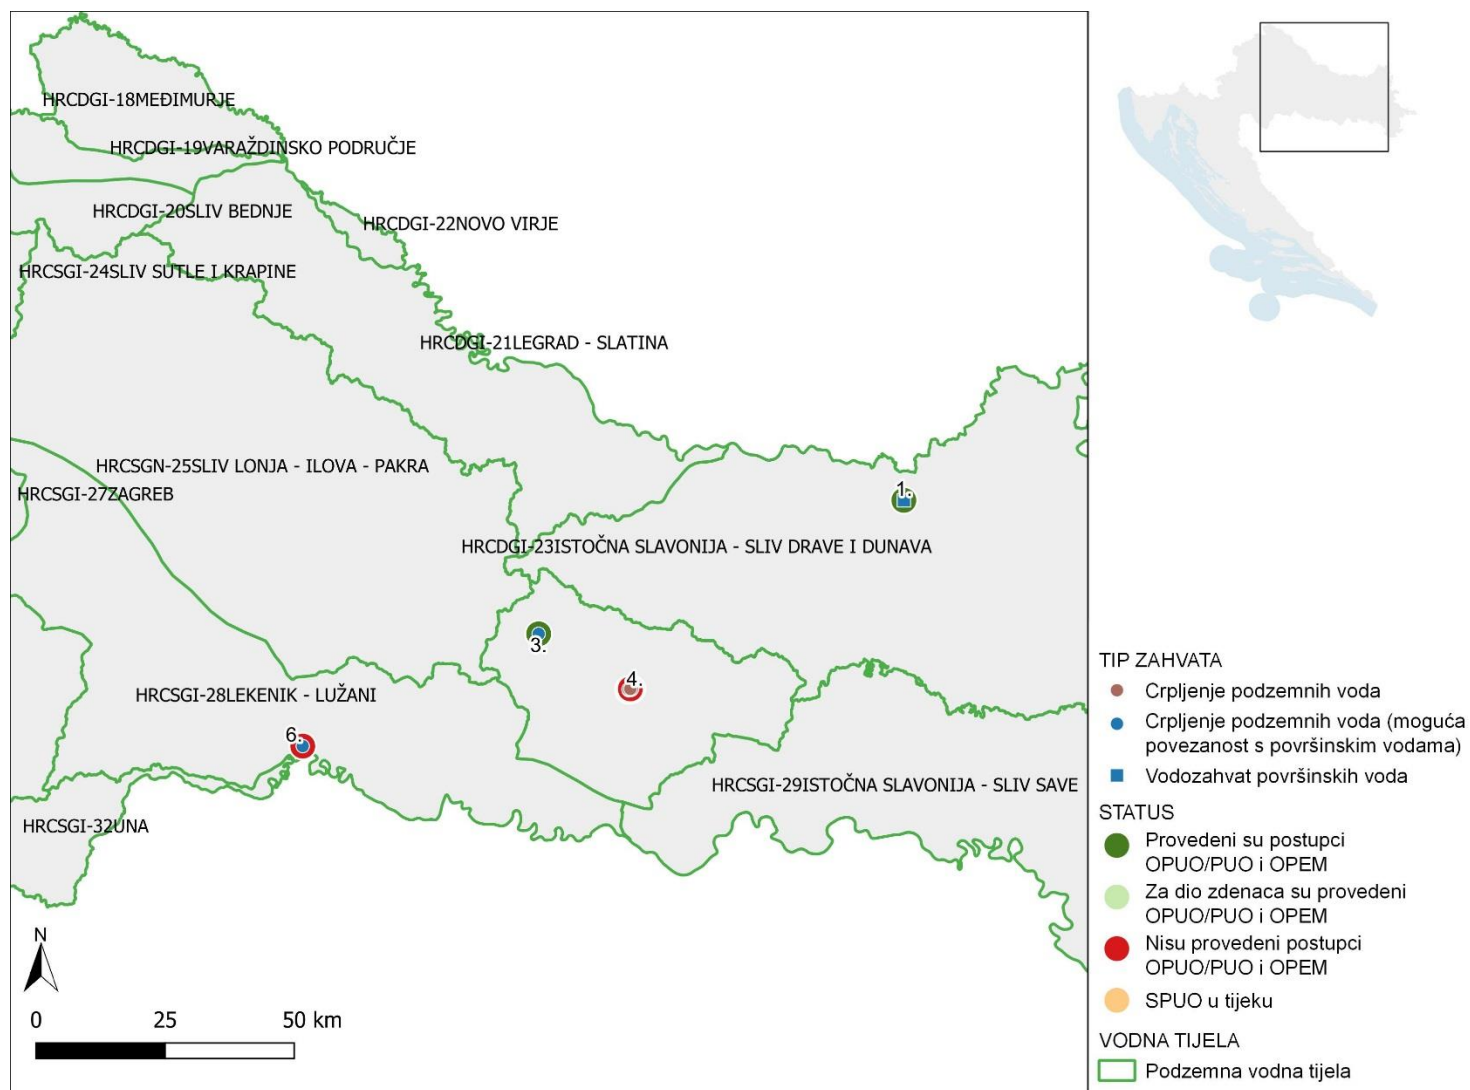 HRCDGI-18MEĐIMURJE
HRCDGI-19VARAŽDINSKO PODRUČJE
HRCDGI-20SLIV BEDNJE
HRCDGI-22NOVO VIRJE
HRCSGI-24SLIV SUTLE I KRAPINE
HRCDGI-21LEGRAD - SLATINA
HRCSGN-25SLIV LONJA - ILOVA - PAKRA
HRCSGI-27ZAGREB
1.
HRCDGI-23ISTOČNA SLAVONIJA - SLIV DRAVE I DUNAVA
3.
4.
HRCSGI-28LEKENIK - LUŽANI
6.
HRCSGI-29ISTOČNA SLAVONIJA - SLIV SAVE
HRCSGI-32UNA
N
0 25 50 km
TIP ZAHVATA
Crpljenje podzemnih voda
Crpljenje podzemnih voda (moguća
povezanost s površinskim vodama)
Vodozahvat površinskih voda
STATUS
Provedeni su postupci
OPUO/PUO i OPEM
Za dio zdenaca su provedeni
OPUO/PUO i OPEM
Nisu provedeni postupci
OPUO/PUO i OPEM
SPUO u tijeku
VODNA TIJELA
Podzemna vodna tijela